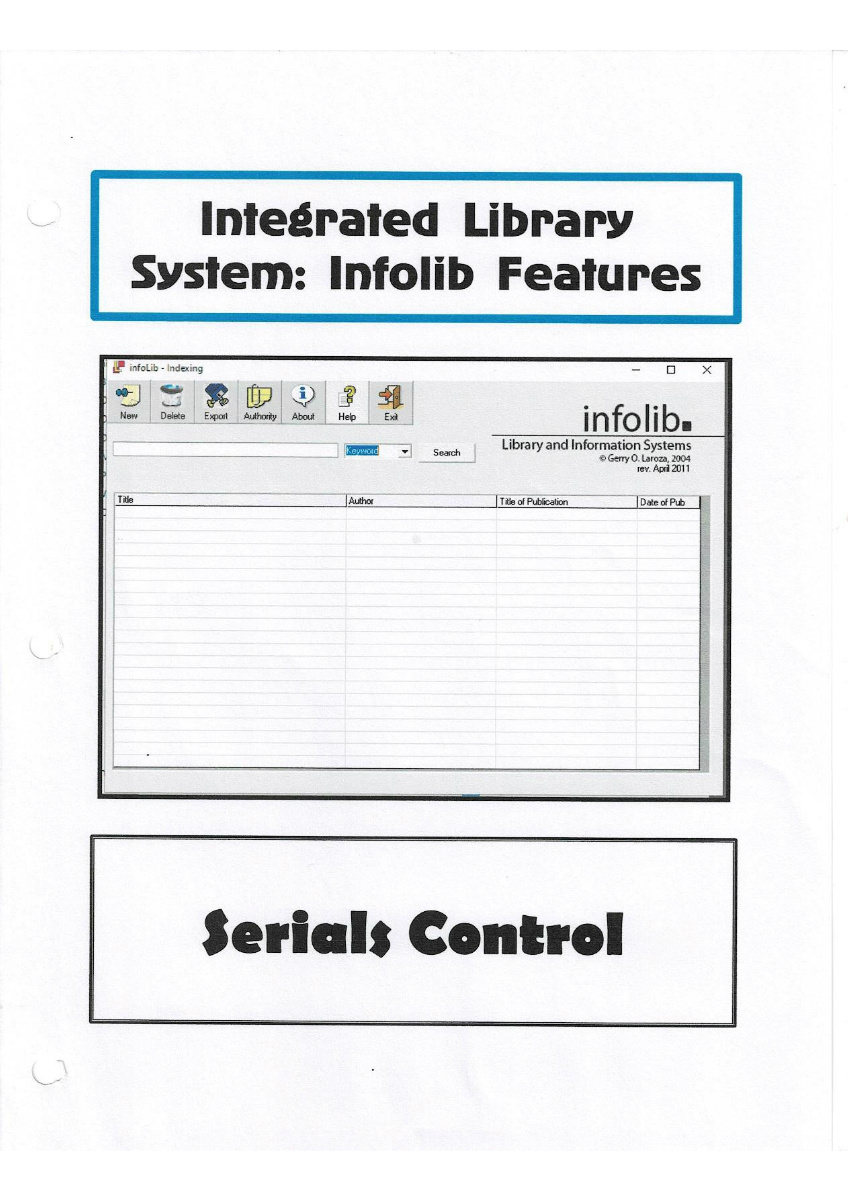 Integrated Library
System: Infolib Features
infoLib - Indexing
New Delete Export Authority About Help Exit
infolib.
Keyword Search
Library and Information Systems
© Gerry O. Laroza, 2004
rev. April 2011
Title Author Title of Publication Date of Pub
Serials Control